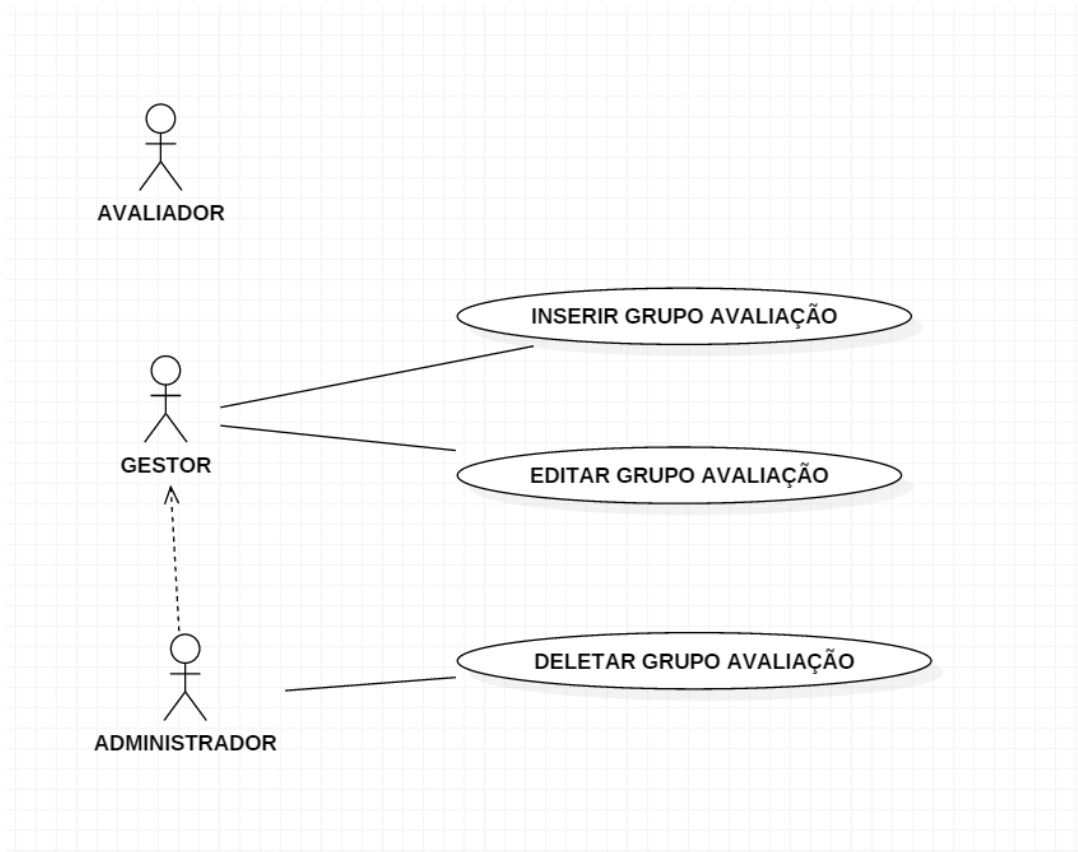 AVALIADOR
INSERIR GRUPO AVALIAÇÃO
GESTOR
EDITAR GRUPO AVALIAÇÃO
DELETAR GRUPO AVALIAÇÃO
ADMINISTRADOR